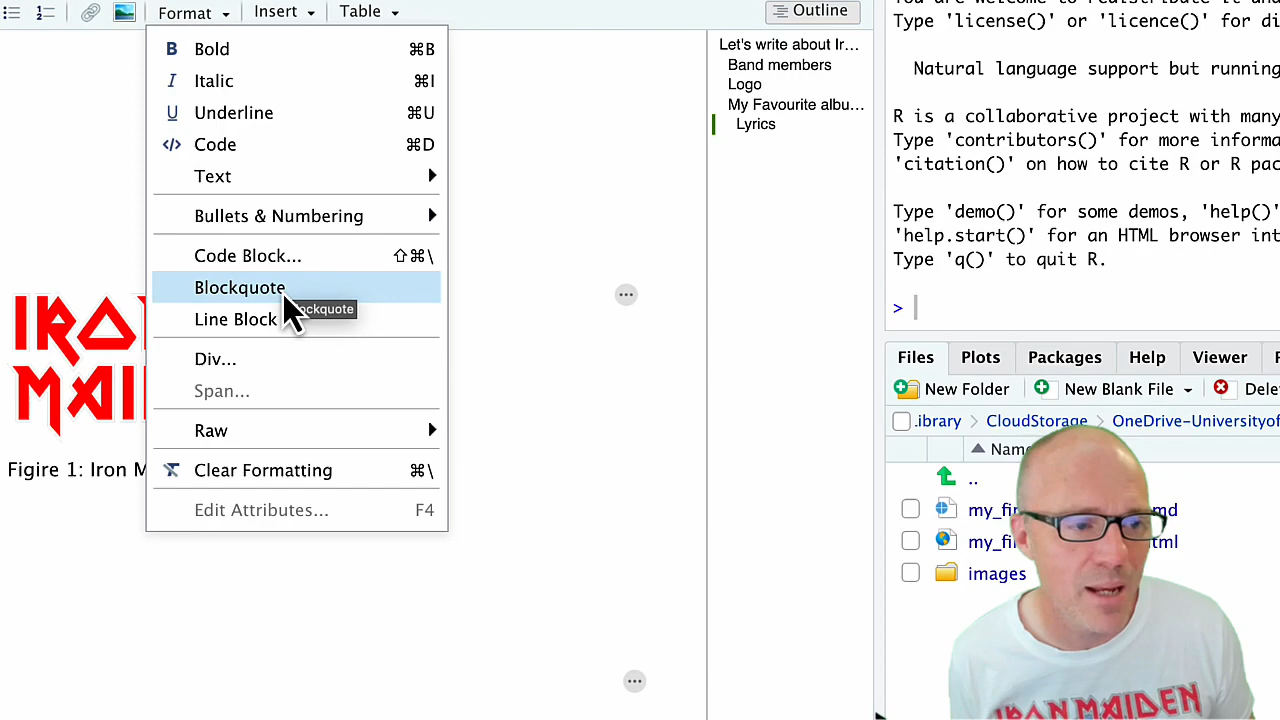 Format
Insert
Table
Outline
B Bold ⌘B
I Italic ⌘I
U Underline ⌘U
</> Code ⌘D
Text
Bullets & Numbering
Code Block... ⇧⌘\
Blockquote
Line Block
Div...
Span...
Raw
Clear Formatting ⌘\
Edit Attributes... F4
IRON
MAI
Figire 1: Iron M
Let's write about Ir...
Band members
Logo
My Favourite albu...
Lyrics
Type 'license()' or 'licence()' for di
Natural language support but running
R is a collaborative project with many
Type 'contributors()' for more informa
'citation()' on how to cite R or R pac
Type 'demo()' for some demos, 'help()'
'help.start()' for an HTML browser int
Type 'q()' to quit R.
>
Files Plots Packages Help Viewer
New Folder New Blank File Dele
Library > CloudStorage > OneDrive-Universityof
Name
..
my_fi md
my_fi tml
images
IRON MAIDEN